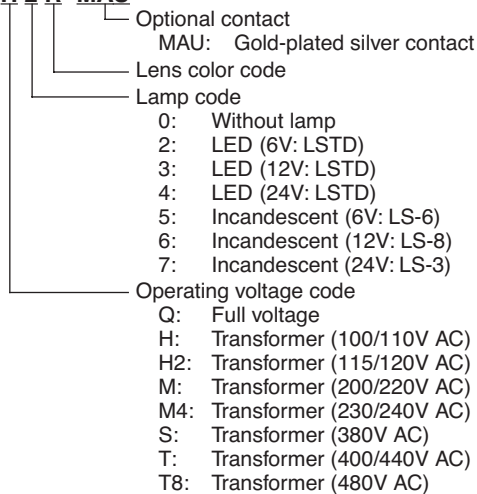 Optional contact
MAU: Gold-plated silver contact
Lens color code
Lamp code
0: Without lamp
2: LED (6V: LSTD)
3: LED (12V: LSTD)
4: LED (24V: LSTD)
5: Incandescent (6V: LS-6)
6: Incandescent (12V: LS-8)
7: Incandescent (24V: LS-3)
Operating voltage code
Q: Full voltage
H: Transformer (100/110V AC)
H2: Transformer (115/120V AC)
M: Transformer (200/220V AC)
M4: Transformer (230/240V AC)
S: Transformer (380V AC)
T: Transformer (400/440V AC)
T8: Transformer (480V AC)